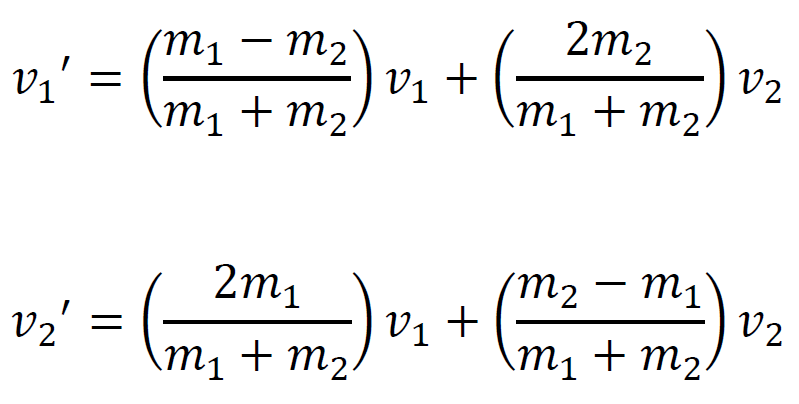 v₁′ = ((m₁ − m₂)/(m₁ + m₂)) v₁ + (2m₂/(m₁ + m₂)) v₂
v₂′ = (2m₁/(m₁ + m₂)) v₁ + ((m₂ − m₁)/(m₁ + m₂)) v₂